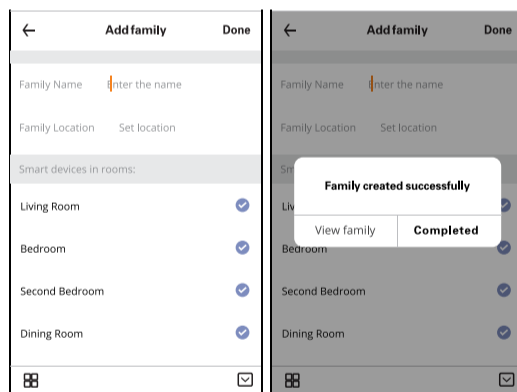 Add family
Done
Family Name
Enter the name
Family Location
Set location
Smart devices in rooms:
Living Room
Bedroom
Second Bedroom
Dining Room
Add family
Done
Family Name
Enter the name
Family Location
Set location
Sm
Family created successfully
Liv
View family
Completed
Bedroom
Second Bedroom
Dining Room